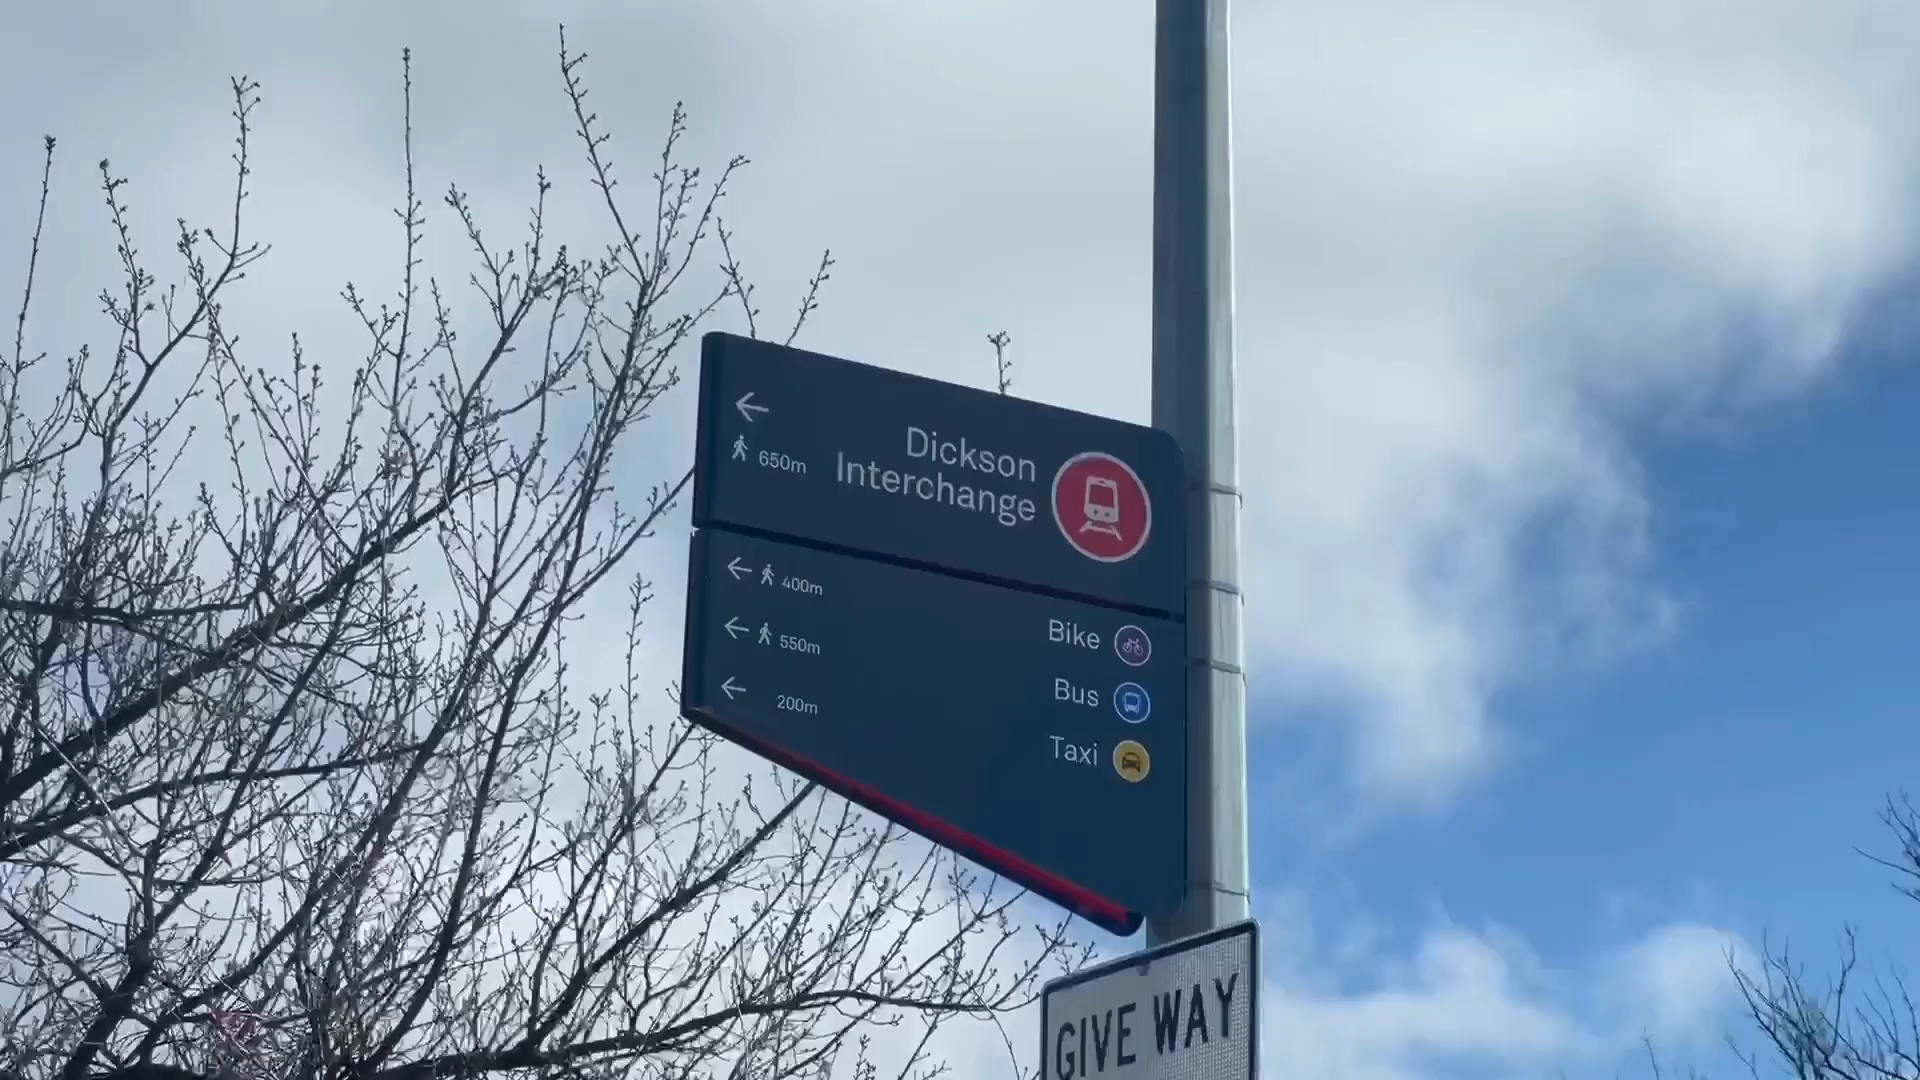 650m
Dickson
Interchange
400m
Bike
550m
Bus
200m
Taxi
GIVE WAY